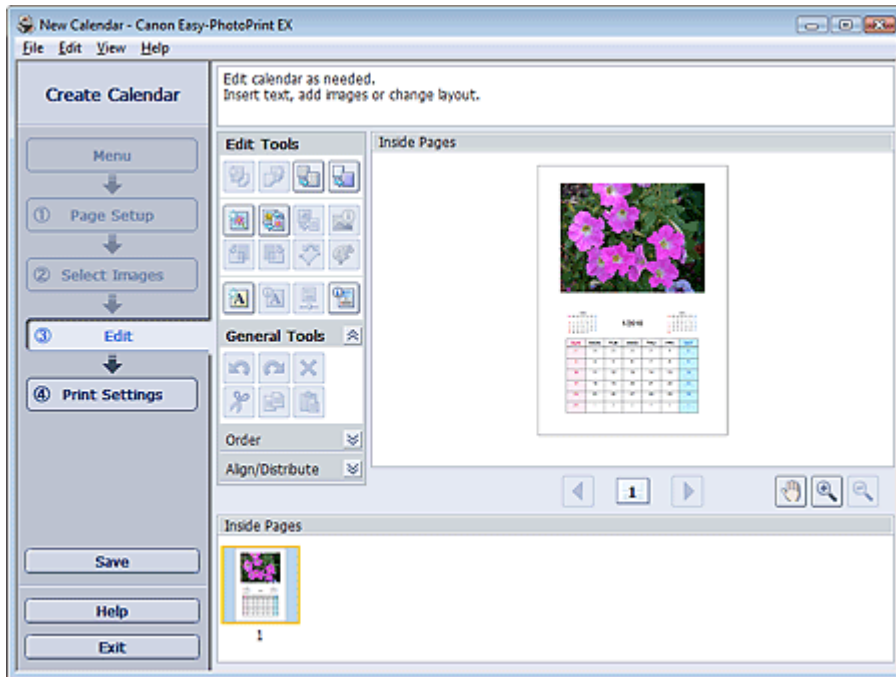 New Calendar - Canon Easy-PhotoPrint EX
File Edit View Help
Create Calendar
Edit calendar as needed.
Insert text, add images or change layout.
Menu
① Page Setup
② Select Images
③ Edit
④ Print Settings
Save
Help
Exit
Edit Tools
General Tools
Order
Align/Distribute
Inside Pages
1/2010
1
Inside Pages
1